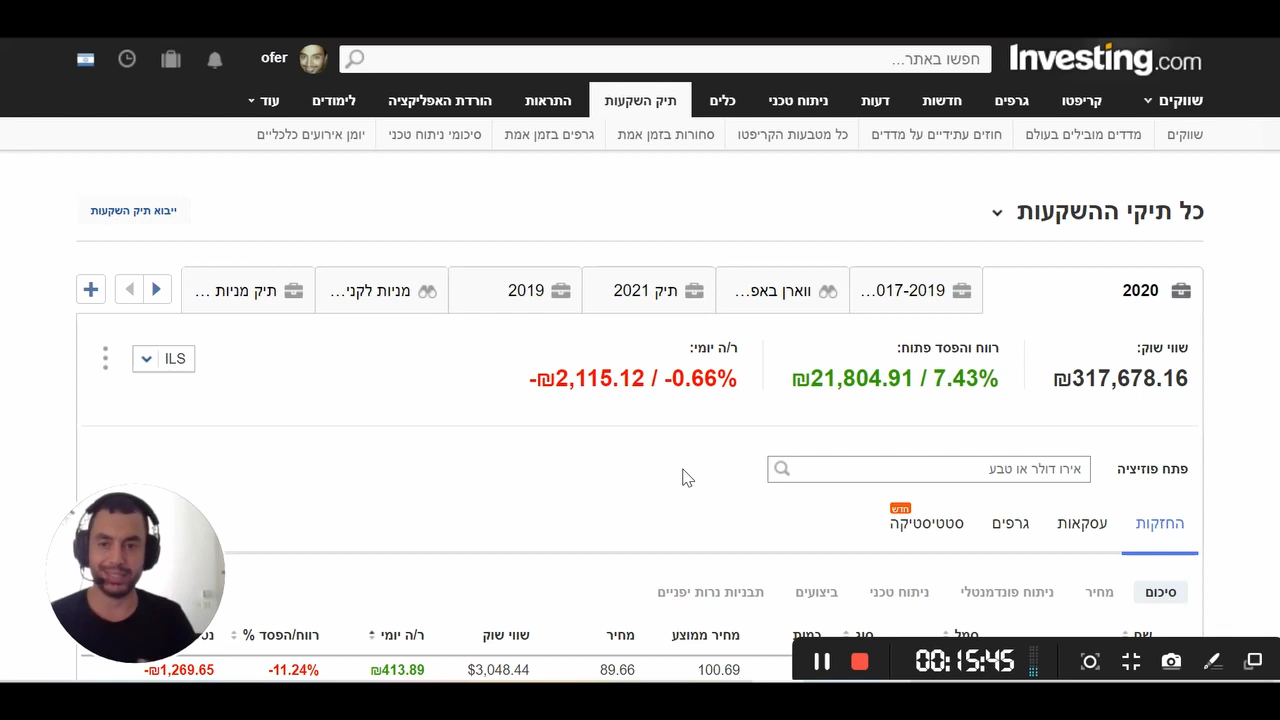 Investing.com
חפשו באתר...
ofer
שווקים
קריפטו
גרפים
חדשות
דעות
ניתוח טכני
כלים
תיק השקעות
התראות
הורדת האפליקציה
לימודים
עוד
שווקים
מדדים מובילים בעולם
חוזים עתידיים על מדדים
כל מטבעות הקריפטו
סחורות בזמן אמת
גרפים בזמן אמת
סיכומי ניתוח טכני
יומן אירועים כלכליים
כל תיקי ההשקעות
ייבוא תיק השקעות
2020
...017-2019
ווארן באפ...
תיק 2021
2019
מניות לקני...
תיק מניות ...
שווי שוק:
₪317,678.16
רווח והפסד פתוח:
₪21,804.91 / 7.43%
ר/ה יומי:
-₪2,115.12 / -0.66%
ILS
פתח פוזיציה
אירו דולר או טבע
החזקות
עסקאות
גרפים
סטטיסטיקה
חדש
סיכום
מחיר
ניתוח פונדמנטלי
ניתוח טכני
ביצועים
תבניות נרות יפניים
שם
סמל
סוג
כמות
מחיר ממוצע
מחיר
שווי שוק
ר/ה יומי
רווח/הפסד %
100.69
89.66
$3,048.44
₪413.89
-11.24%
-₪1,269.65
00:15:45